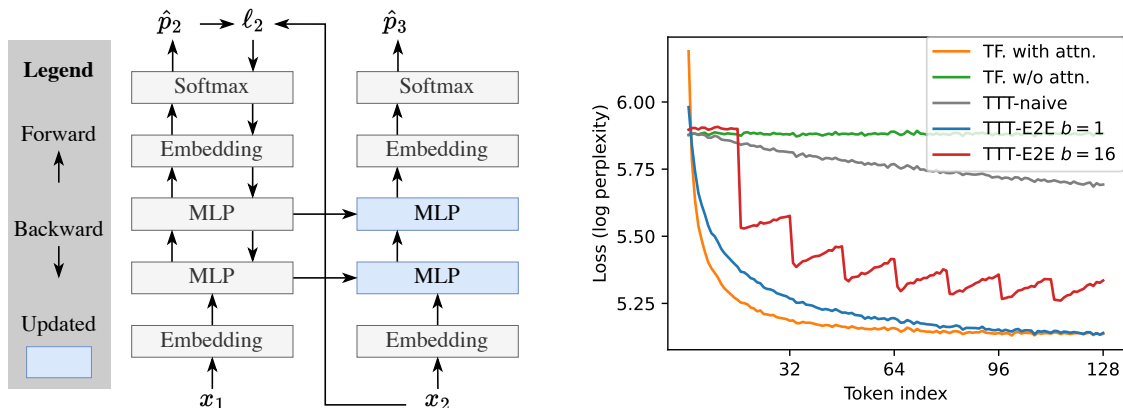 Legend
Forward
Backward
Updated
p̂₂
ℓ₂
p̂₃
Softmax
Softmax
Embedding
Embedding
MLP
MLP
MLP
MLP
Embedding
Embedding
x₁
x₂
Loss (log perplexity)
6.00
5.75
5.50
5.25
TF. with attn.
TF. w/o attn.
TTT-naive
TTT-E2E b = 1
TTT-E2E b = 16
32
64
96
128
Token index